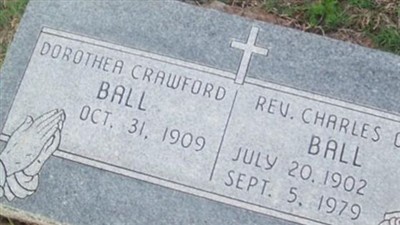 DOROTHEA CRAWFORD
BALL
OCT. 31, 1909
REV. CHARLES
BALL
JULY 20, 1902
SEPT. 5, 1979